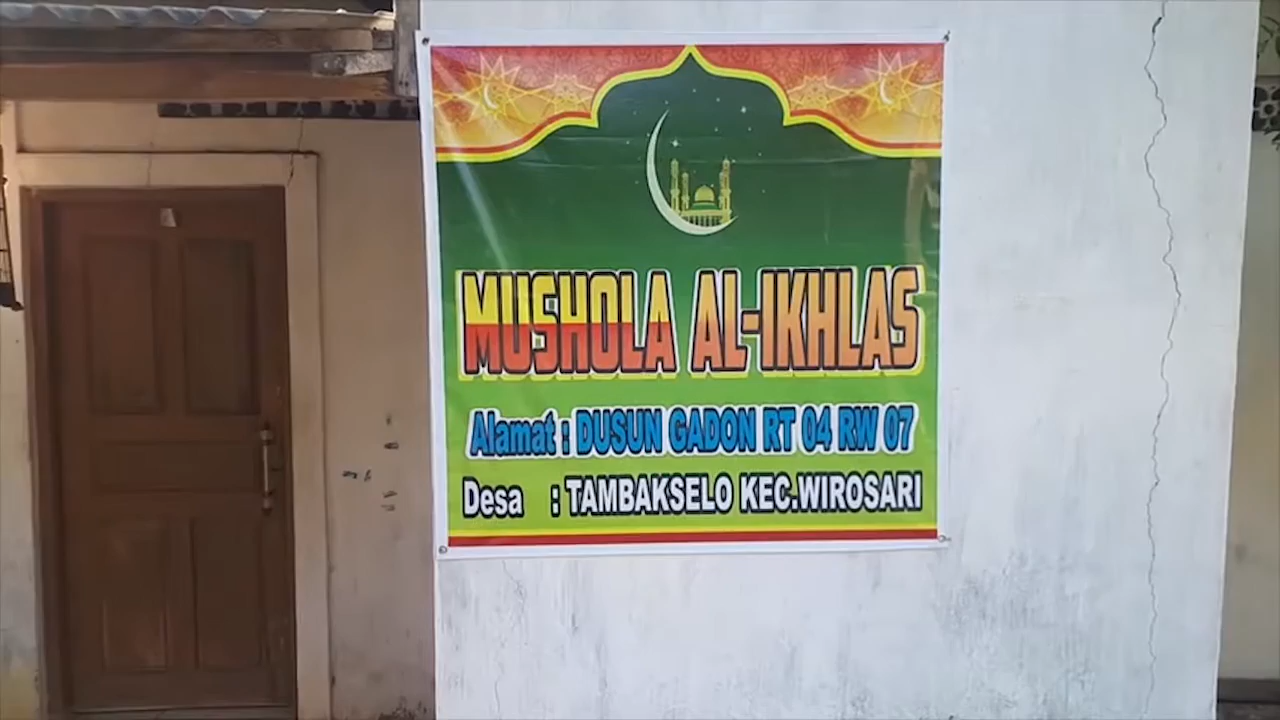 MUSHOLA AL-IKHLAS
Alamat : DUSUN GADON RT 04 RW 07
Desa : TAMBAKSELO KEC.WIROSARI